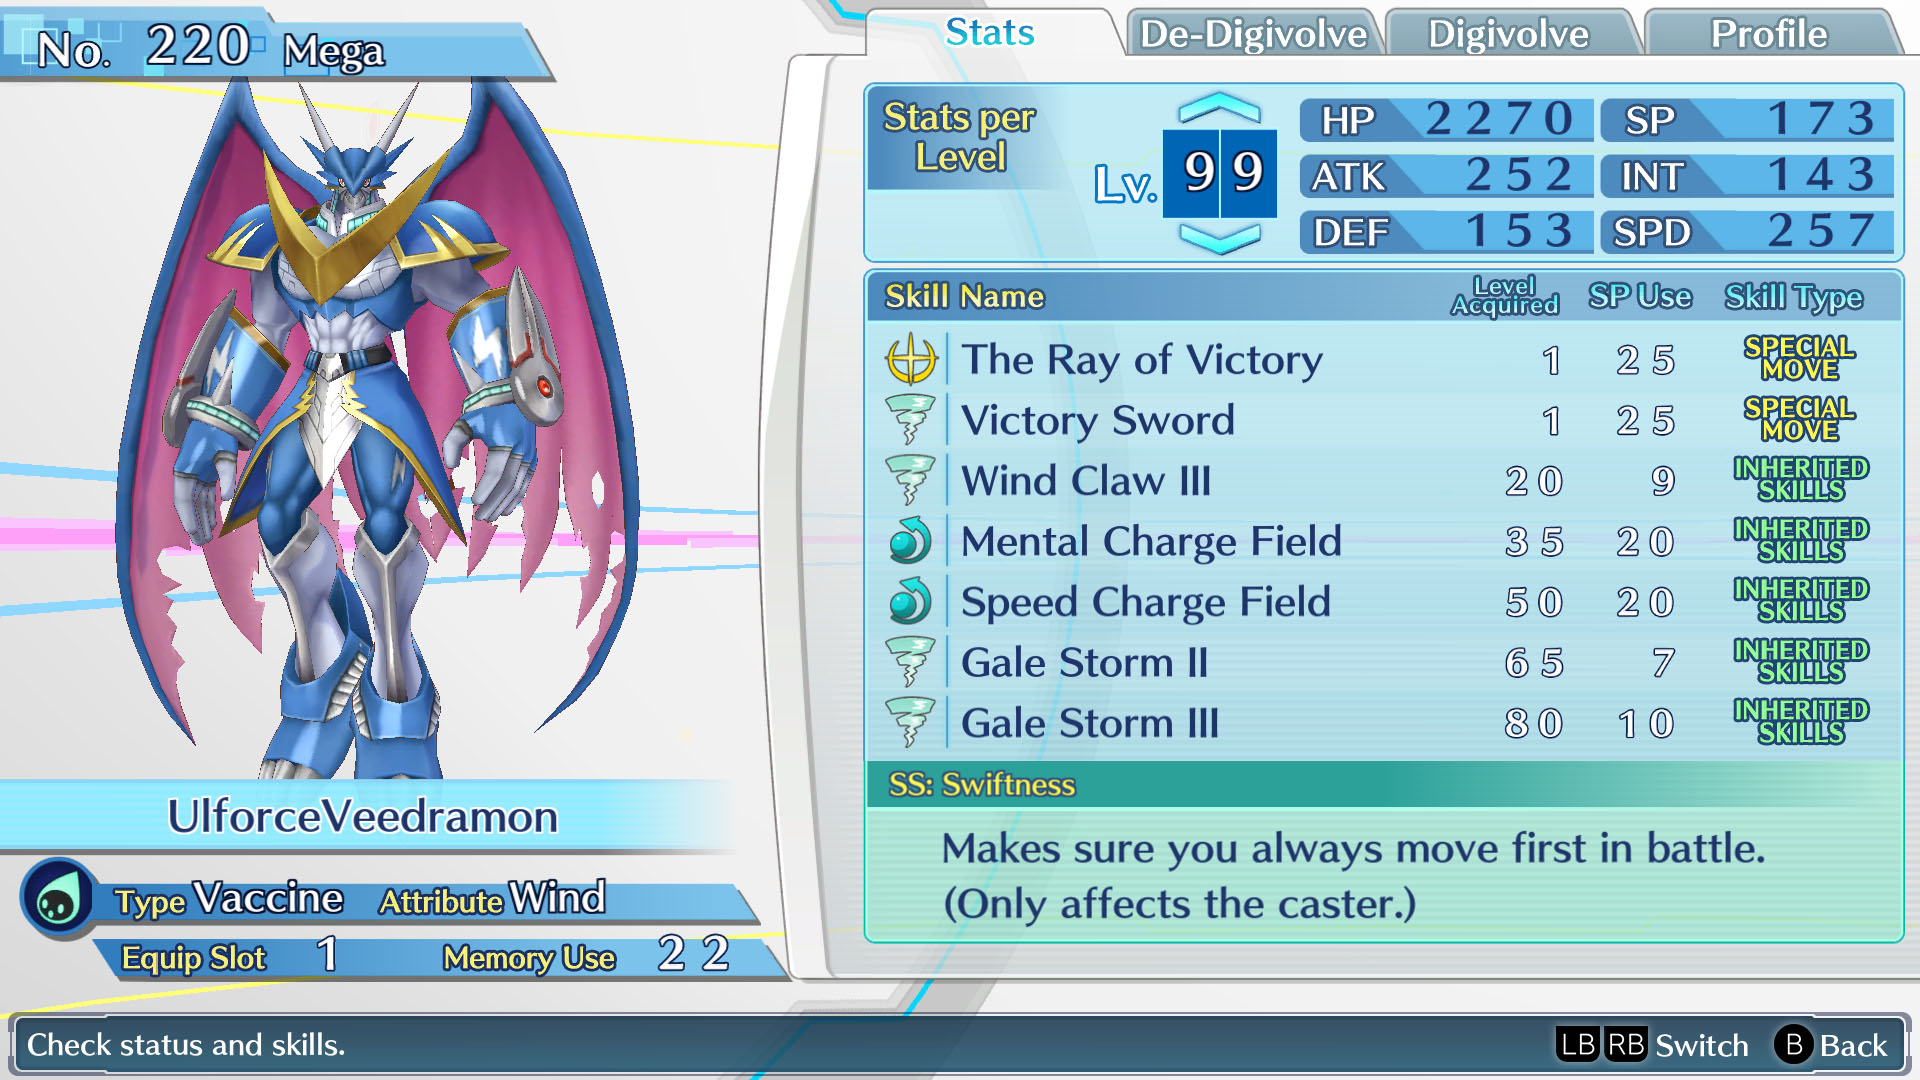 No. 220 Mega
Stats
De-Digivolve
Digivolve
Profile
Stats per
Level
Lv. 99
HP 2270
SP 173
ATK 252
INT 143
DEF 153
SPD 257
Skill Name
Level
Acquired
SP Use
Skill Type
The Ray of Victory 1 25 SPECIAL
MOVE
Victory Sword 1 25 SPECIAL
MOVE
Wind Claw III 20 9 INHERITED
SKILLS
Mental Charge Field 35 20 INHERITED
SKILLS
Speed Charge Field 50 20 INHERITED
SKILLS
Gale Storm II 65 7 INHERITED
SKILLS
Gale Storm III 80 10 INHERITED
SKILLS
SS: Swiftness
Makes sure you always move first in battle.
(Only affects the caster.)
UlforceVeedramon
Type Vaccine Attribute Wind
Equip Slot 1 Memory Use 22
Check status and skills.
LB RB Switch B Back